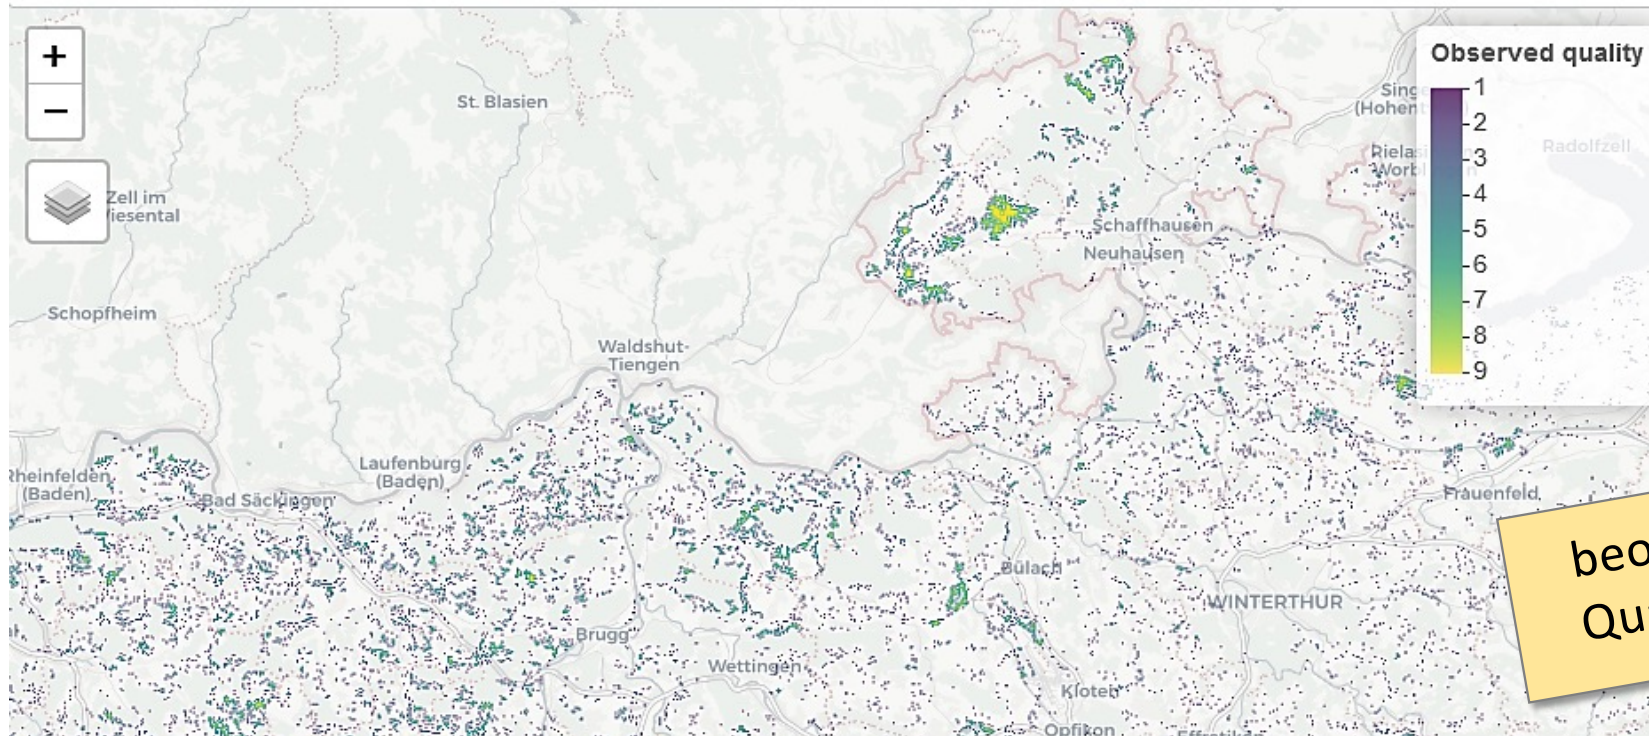 +
−
St. Blasien
Zell im
Schopfheim
Waldshut-
Tiengen
Laufenburg
(Baden)
Rheinfelden
(Baden)
Bad Säckingen
Schaffhausen
Neuhausen
Radolfzell
Observed quality
1
2
3
4
5
6
7
8
9
Frauenfeld
Bülach
WINTERTHUR
Brugg
Wettingen
Kloten
Opfikon